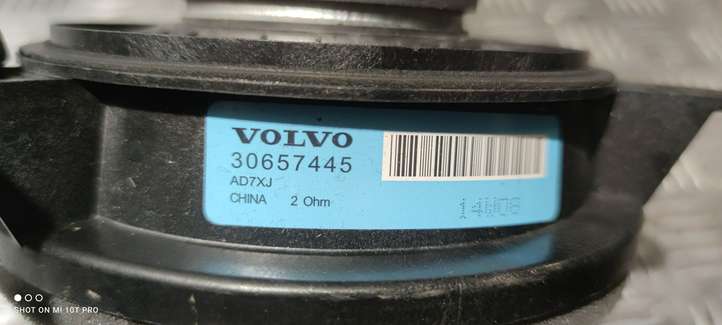 VOLVO
30657445
AD7XJ
CHINA 2 Ohm
SHOT ON MI 10T PRO